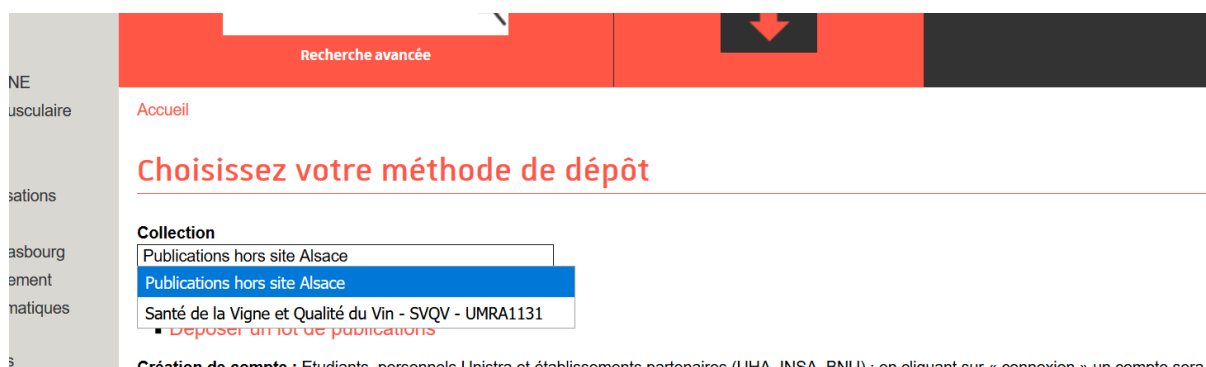 Recherche avancée
NE
usculaire
Accueil
Choisissez votre méthode de dépôt
sations
Collection
asbourg
Publications hors site Alsace
ement
Publications hors site Alsace
matiques
Santé de la Vigne et Qualité du Vin - SVQV - UMRA1131
Déposer un lot de publications
s
Création de compte : Etudiants, personnels Unistra et établissements partenaires (UHA, INSA, BNU) : en cliquant sur « connexion » un compte sera